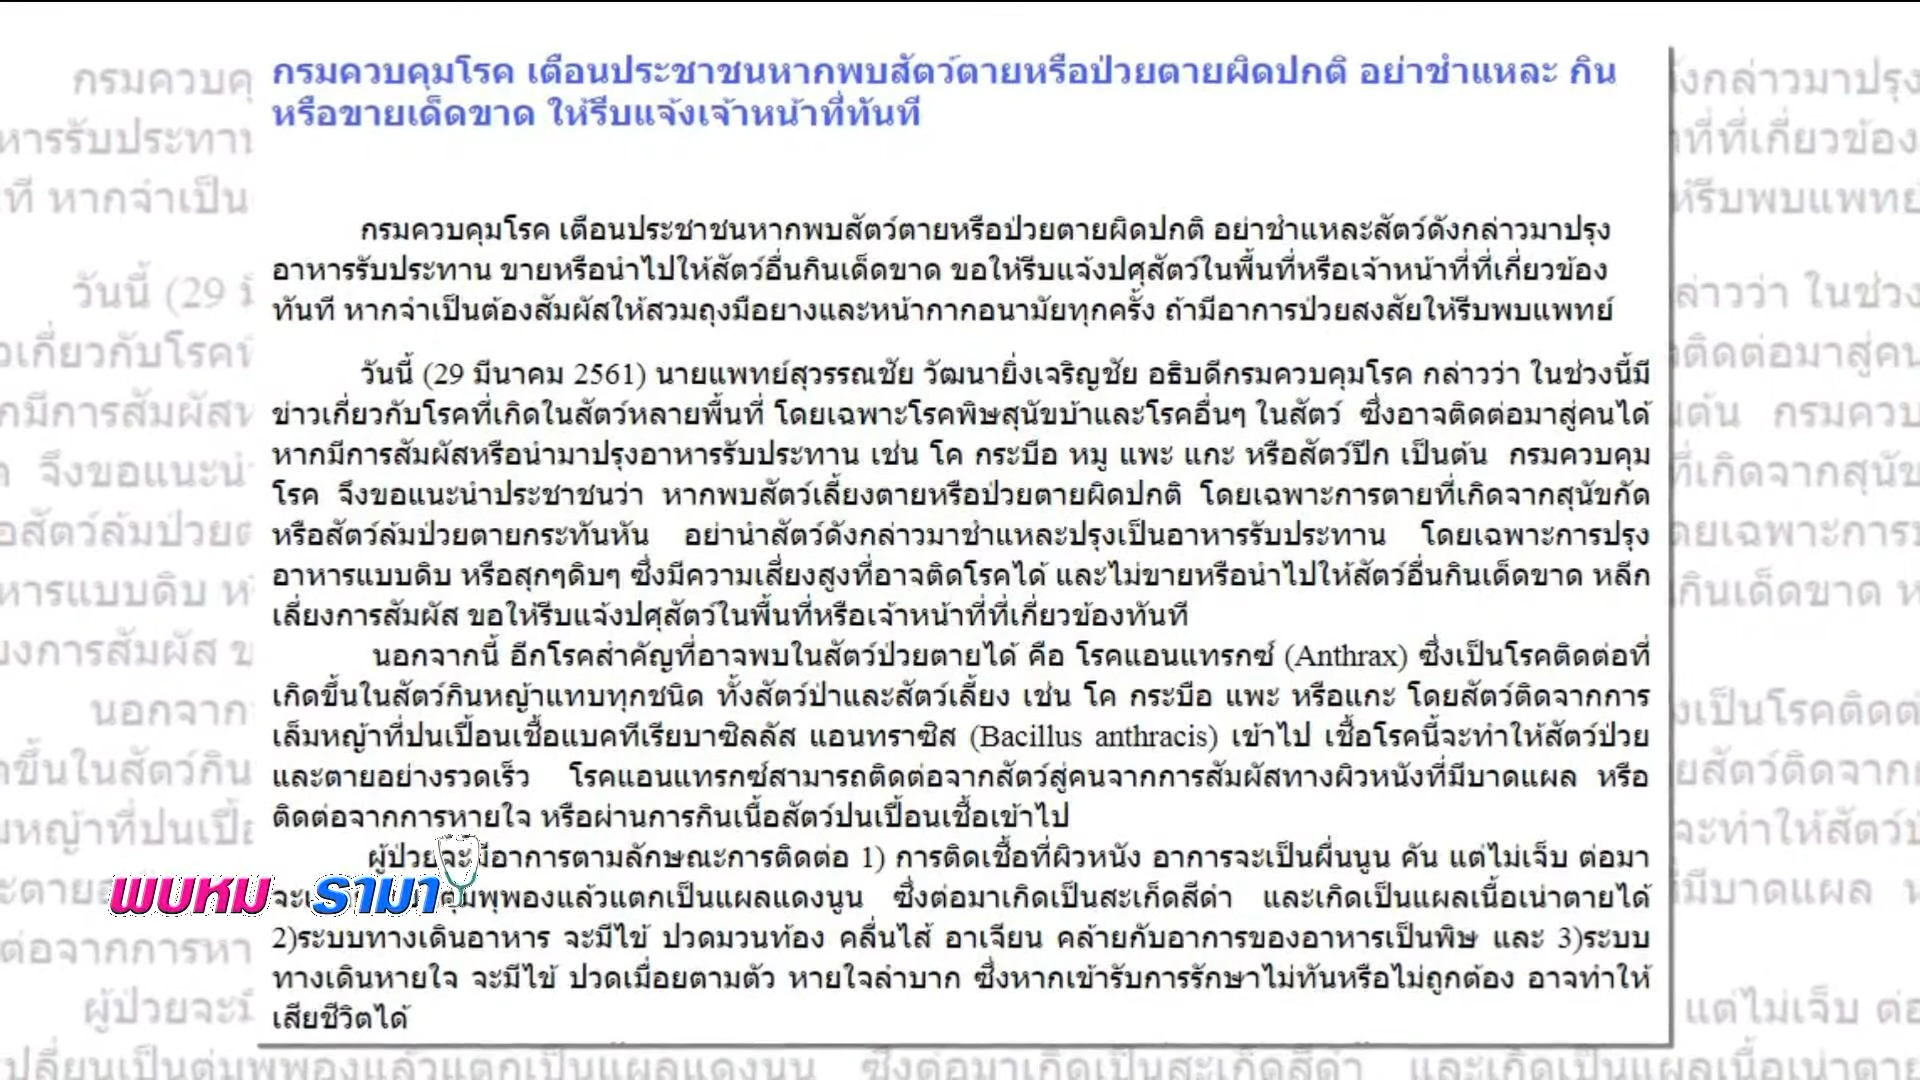 กรมควบคุมโรค เตือนประชาชนหากพบสัตว์ตายหรือป่วยตายผิดปกติ อย่าชำแหละ กิน
หรือขายเด็ดขาด ให้รีบแจ้งเจ้าหน้าที่ทันที
กรมควบคุมโรค เตือนประชาชนหากพบสัตว์ตายหรือป่วยตายผิดปกติ อย่าชำแหละสัตว์ดังกล่าวมาปรุง
อาหารรับประทาน ขายหรือนำไปให้สัตว์อื่นกินเด็ดขาด ขอให้รีบแจ้งปศุสัตว์ในพื้นที่หรือเจ้าหน้าที่ที่เกี่ยวข้อง
ทันที หากจำเป็นต้องสัมผัสให้สวมถุงมือยางและหน้ากากอนามัยทุกครั้ง ถ้ามีอาการป่วยสงสัยให้รีบพบแพทย์
วันนี้ (29 มีนาคม 2561) นายแพทย์สุวรรณชัย วัฒนายิ่งเจริญชัย อธิบดีกรมควบคุมโรค กล่าวว่า ในช่วงนี้มี
ข่าวเกี่ยวกับโรคที่เกิดในสัตว์หลายพื้นที่ โดยเฉพาะโรคพิษสุนัขบ้าและโรคอื่นๆ ในสัตว์ ซึ่งอาจติดต่อมาสู่คนได้
หากมีการสัมผัสหรือนำมาปรุงอาหารรับประทาน เช่น โค กระบือ หมู แพะ แกะ หรือสัตว์ปีก เป็นต้น กรมควบคุม
โรค จึงขอแนะนำประชาชนว่า หากพบสัตว์เลี้ยงตายหรือป่วยตายผิดปกติ โดยเฉพาะการตายที่เกิดจากสุนัขกัด
หรือสัตว์ล้มป่วยตายกระทันหัน อย่านำสัตว์ดังกล่าวมาชำแหละปรุงเป็นอาหารรับประทาน โดยเฉพาะการปรุง
อาหารแบบดิบ หรือสุกๆดิบๆ ซึ่งมีความเสี่ยงสูงที่อาจติดโรคได้ และไม่ขายหรือนำไปให้สัตว์อื่นกินเด็ดขาด หลีก
เลี่ยงการสัมผัส ขอให้รีบแจ้งปศุสัตว์ในพื้นที่หรือเจ้าหน้าที่ที่เกี่ยวข้องทันที
นอกจากนี้ อีกโรคสำคัญที่อาจพบในสัตว์ป่วยตายได้ คือ โรคแอนแทรกซ์ (Anthrax) ซึ่งเป็นโรคติดต่อที่
เกิดขึ้นในสัตว์กินหญ้าแทบทุกชนิด ทั้งสัตว์ป่าและสัตว์เลี้ยง เช่น โค กระบือ แพะ หรือแกะ โดยสัตว์ติดจากการ
เล็มหญ้าที่ปนเปื้อนเชื้อแบคทีเรียบาซิลลัส แอนทราซิส (Bacillus anthracis) เข้าไป เชื้อโรคนี้จะทำให้สัตว์ป่วย
และตายอย่างรวดเร็ว โรคแอนแทรกซ์สามารถติดต่อจากสัตว์สู่คนจากการสัมผัสทางผิวหนังที่มีบาดแผล หรือ
ติดต่อจากการหายใจ หรือผ่านการกินเนื้อสัตว์ปนเปื้อนเชื้อเข้าไป
ผู้ป่วยจะมีอาการตามลักษณะการติดต่อ 1) การติดเชื้อที่ผิวหนัง อาการจะเป็นผื่นนูน คัน แต่ไม่เจ็บ ต่อมา
พบหมอรามา
ตุ่มพุพองแล้วแตกเป็นแผลแดงนูน ซึ่งต่อมาเกิดเป็นสะเก็ดสีดำ และเกิดเป็นแผลเนื้อเน่าตายได้
2)ระบบทางเดินอาหาร จะมีไข้ ปวดมวนท้อง คลื่นไส้ อาเจียน คล้ายกับอาการของอาหารเป็นพิษ และ 3)ระบบ
ทางเดินหายใจ จะมีไข้ ปวดเมื่อยตามตัว หายใจลำบาก ซึ่งหากเข้ารับการรักษาไม่ทันหรือไม่ถูกต้อง อาจทำให้
เสียชีวิตได้